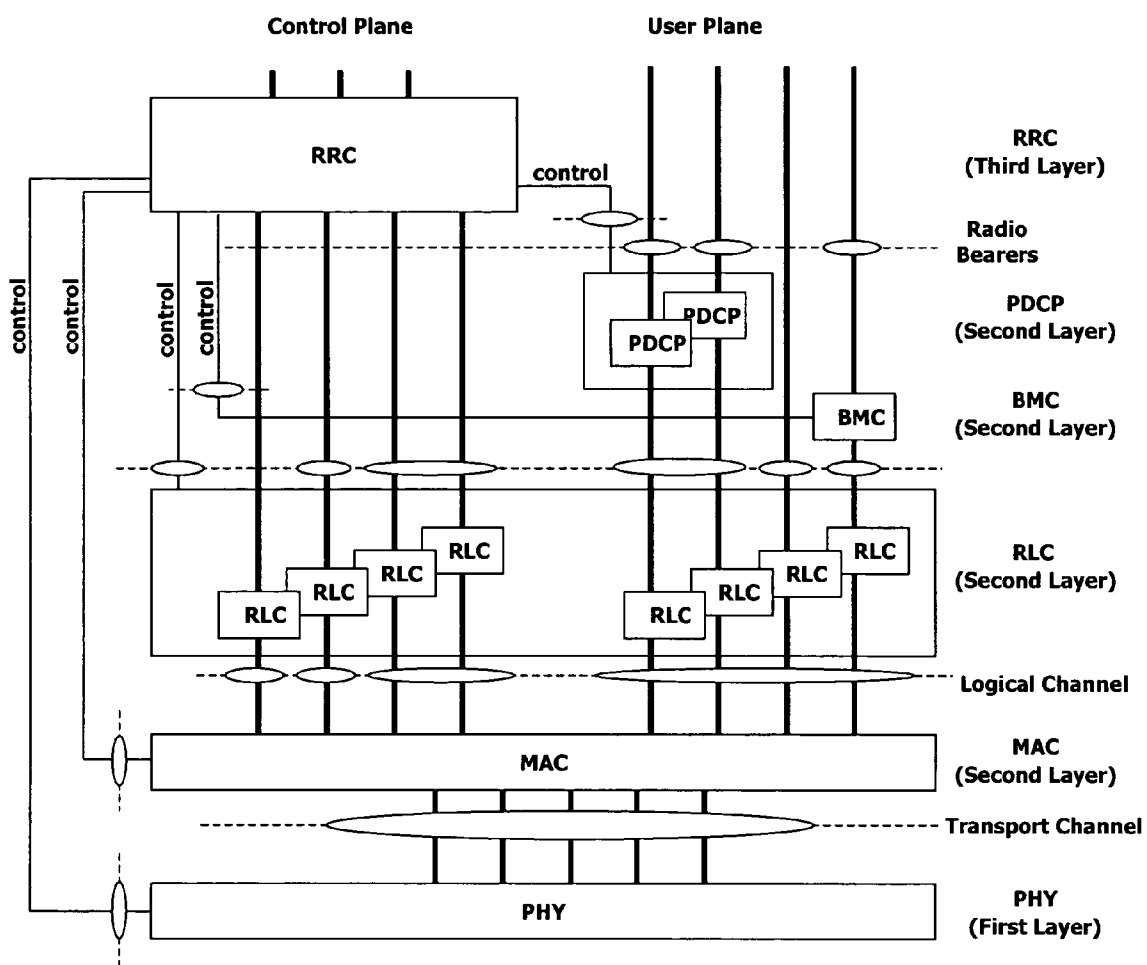 Control Plane
User Plane
RRC
RRC
(Third Layer)
control
Radio
Bearers
control
control
control
control
PDCP
PDCP
PDCP
(Second Layer)
BMC
BMC
(Second Layer)
RLC
RLC
RLC
RLC
RLC
RLC
RLC
RLC
RLC
(Second Layer)
Logical Channel
MAC
MAC
(Second Layer)
Transport Channel
PHY
PHY
(First Layer)